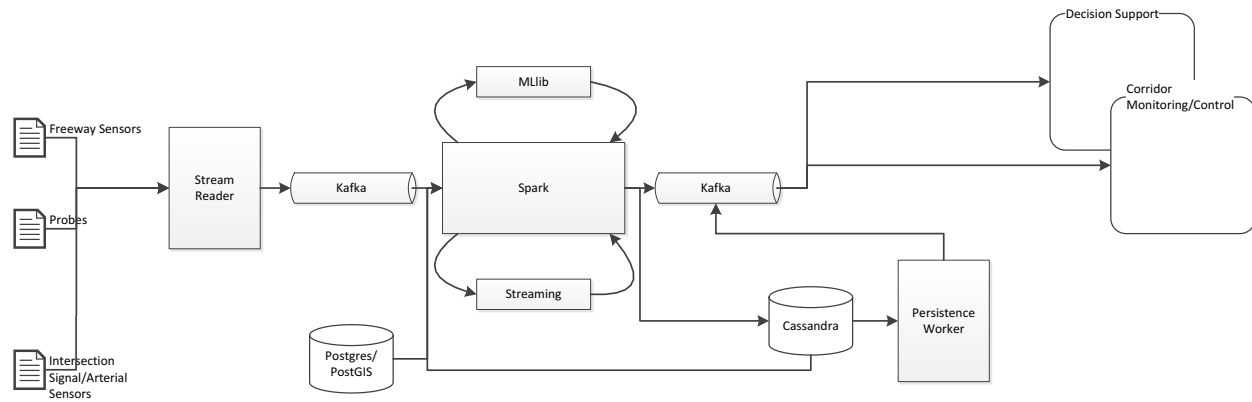 Decision Support
Corridor
Monitoring/Control
MLlib
Freeway Sensors
Stream
Reader
Kafka
Spark
Kafka
Probes
Streaming
Cassandra
Persistence
Worker
Postgres/
PostGIS
Intersection
Signal/Arterial
Sensors